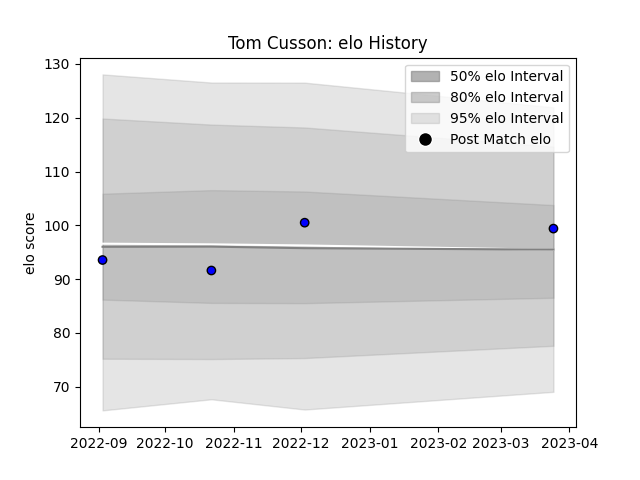 Tom Cusson: elo History
130
120
110
100
90
80
70
elo score
50% elo Interval
80% elo Interval
95% elo Interval
Post Match elo
2022-09
2022-10
2022-11
2022-12
2023-01
2023-02
2023-03
2023-04